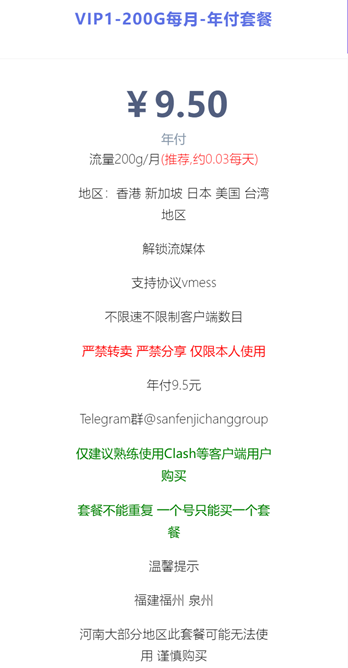 VIP1-200G每月-年付套餐
￥9.50
年付
流量200g/月(推荐,约0.03每天)
地区：香港 新加坡 日本 美国 台湾
地区
解锁流媒体
支持协议vmess
不限速不限制客户端数目
严禁转卖 严禁分享 仅限本人使用
年付9.5元
Telegram群@sanfenjichanggroup
仅建议熟练使用Clash等客户端用户
购买
套餐不能重复 一个号只能买一个套
餐
温馨提示
福建福州 泉州
河南大部分地区此套餐可能无法使
用 谨慎购买